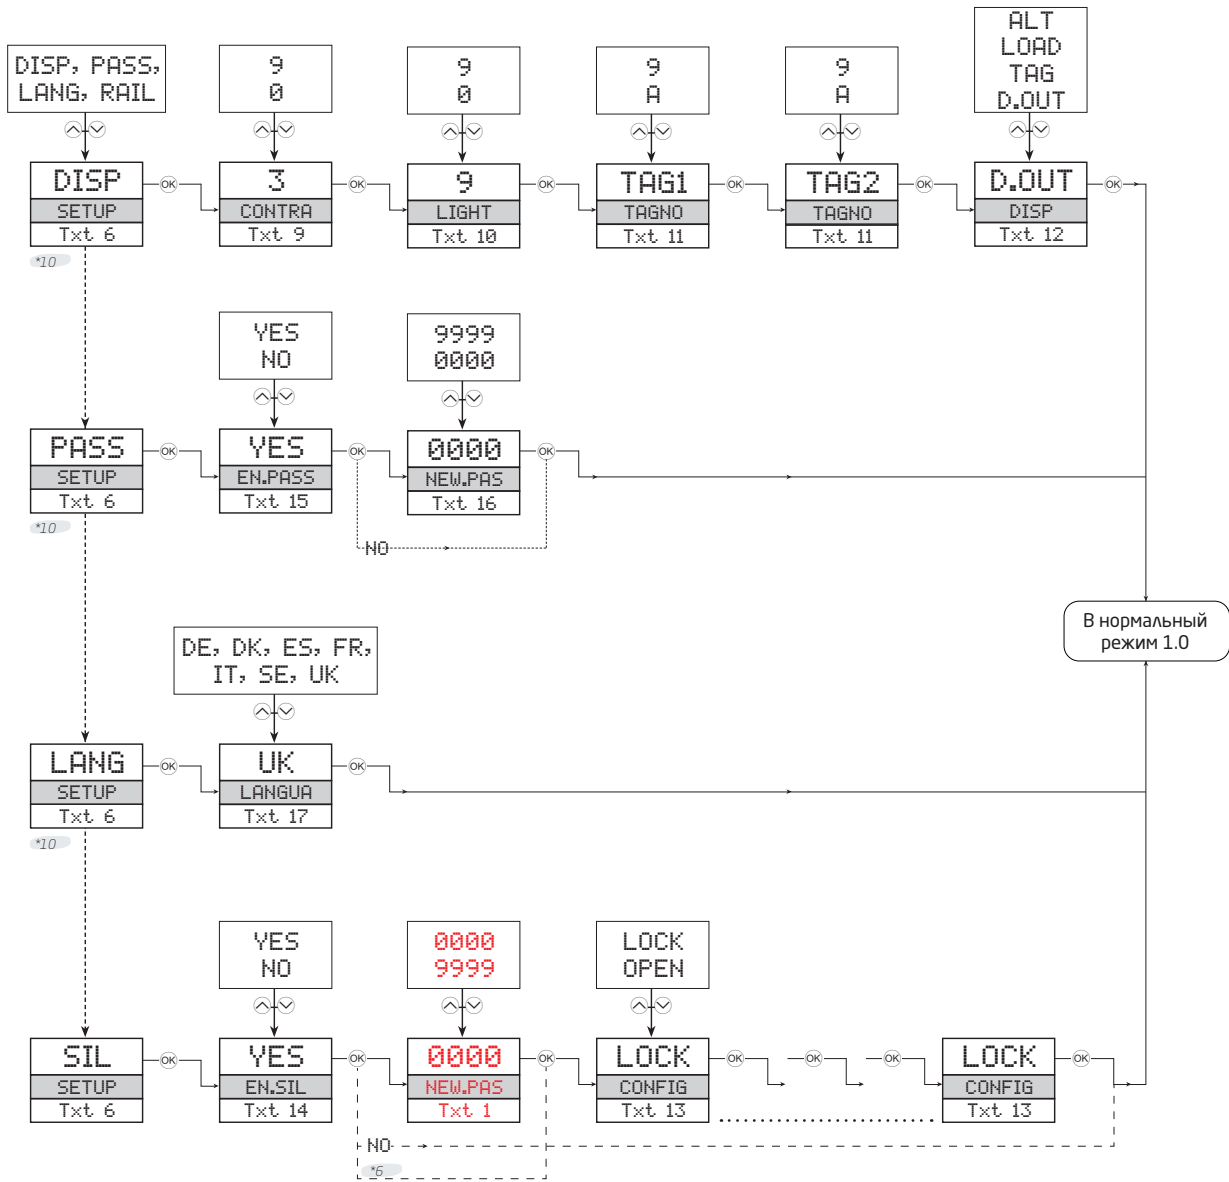 DISP, PASS,
LANG, RAIL
9
0
9
0
9
A
9
A
ALT
LOAD
TAG
D.OUT
DISP
SETUP
Txt 6
*10
OK
3
CONTRA
Txt 9
OK
9
LIGHT
Txt 10
OK
TAG1
TAGNO
Txt 11
OK
TAG2
TAGNO
Txt 11
OK
D.OUT
DISP
Txt 12
OK
YES
NO
9999
0000
PASS
SETUP
Txt 6
*10
OK
YES
EN.PASS
Txt 15
OK
0000
NEW.PAS
Txt 16
OK
NO
В нормальный
режим 1.0
DE, DK, ES, FR,
IT, SE, UK
LANG
SETUP
Txt 6
*10
OK
UK
LANGUA
Txt 17
OK
YES
NO
0000
9999
LOCK
OPEN
SIL
SETUP
Txt 6
OK
YES
EN.SIL
Txt 14
OK
0000
NEW.PAS
Txt 1
OK
LOCK
CONFIG
Txt 13
OK
OK
OK
LOCK
CONFIG
Txt 13
OK
NO
*6